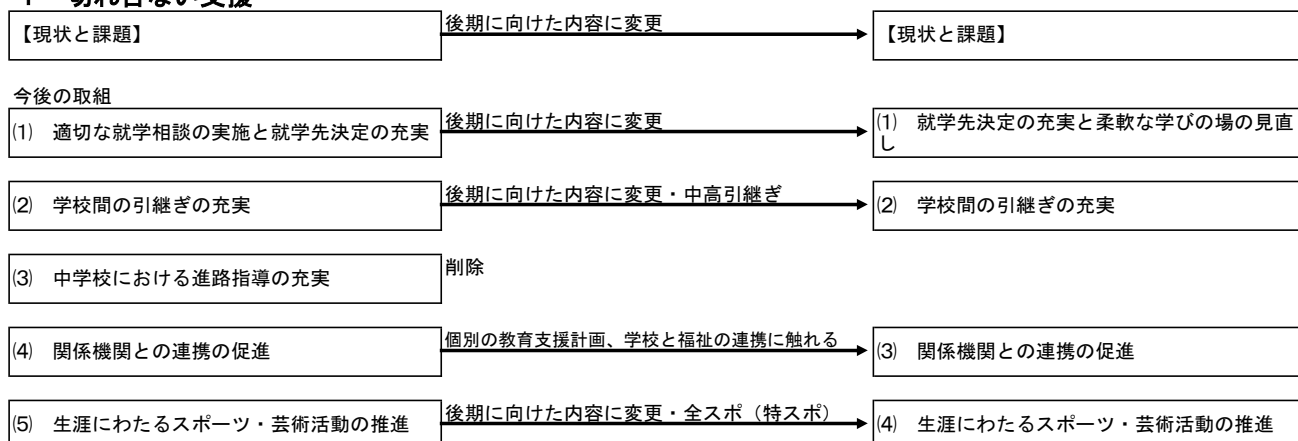 【現状と課題】 後期に向けた内容に変更 【現状と課題】
今後の取組
⑴ 適切な就学相談の実施と就学先決定の充実 後期に向けた内容に変更 ⑴ 就学先決定の充実と柔軟な学びの場の見直
し
⑵ 学校間の引継ぎの充実 後期に向けた内容に変更・中高引継ぎ ⑵ 学校間の引継ぎの充実
⑶ 中学校における進路指導の充実 削除
⑷ 関係機関との連携の促進 個別の教育支援計画、学校と福祉の連携に触れる ⑶ 関係機関との連携の促進
⑸ 生涯にわたるスポーツ・芸術活動の推進 後期に向けた内容に変更・全スポ（特スポ） ⑷ 生涯にわたるスポーツ・芸術活動の推進